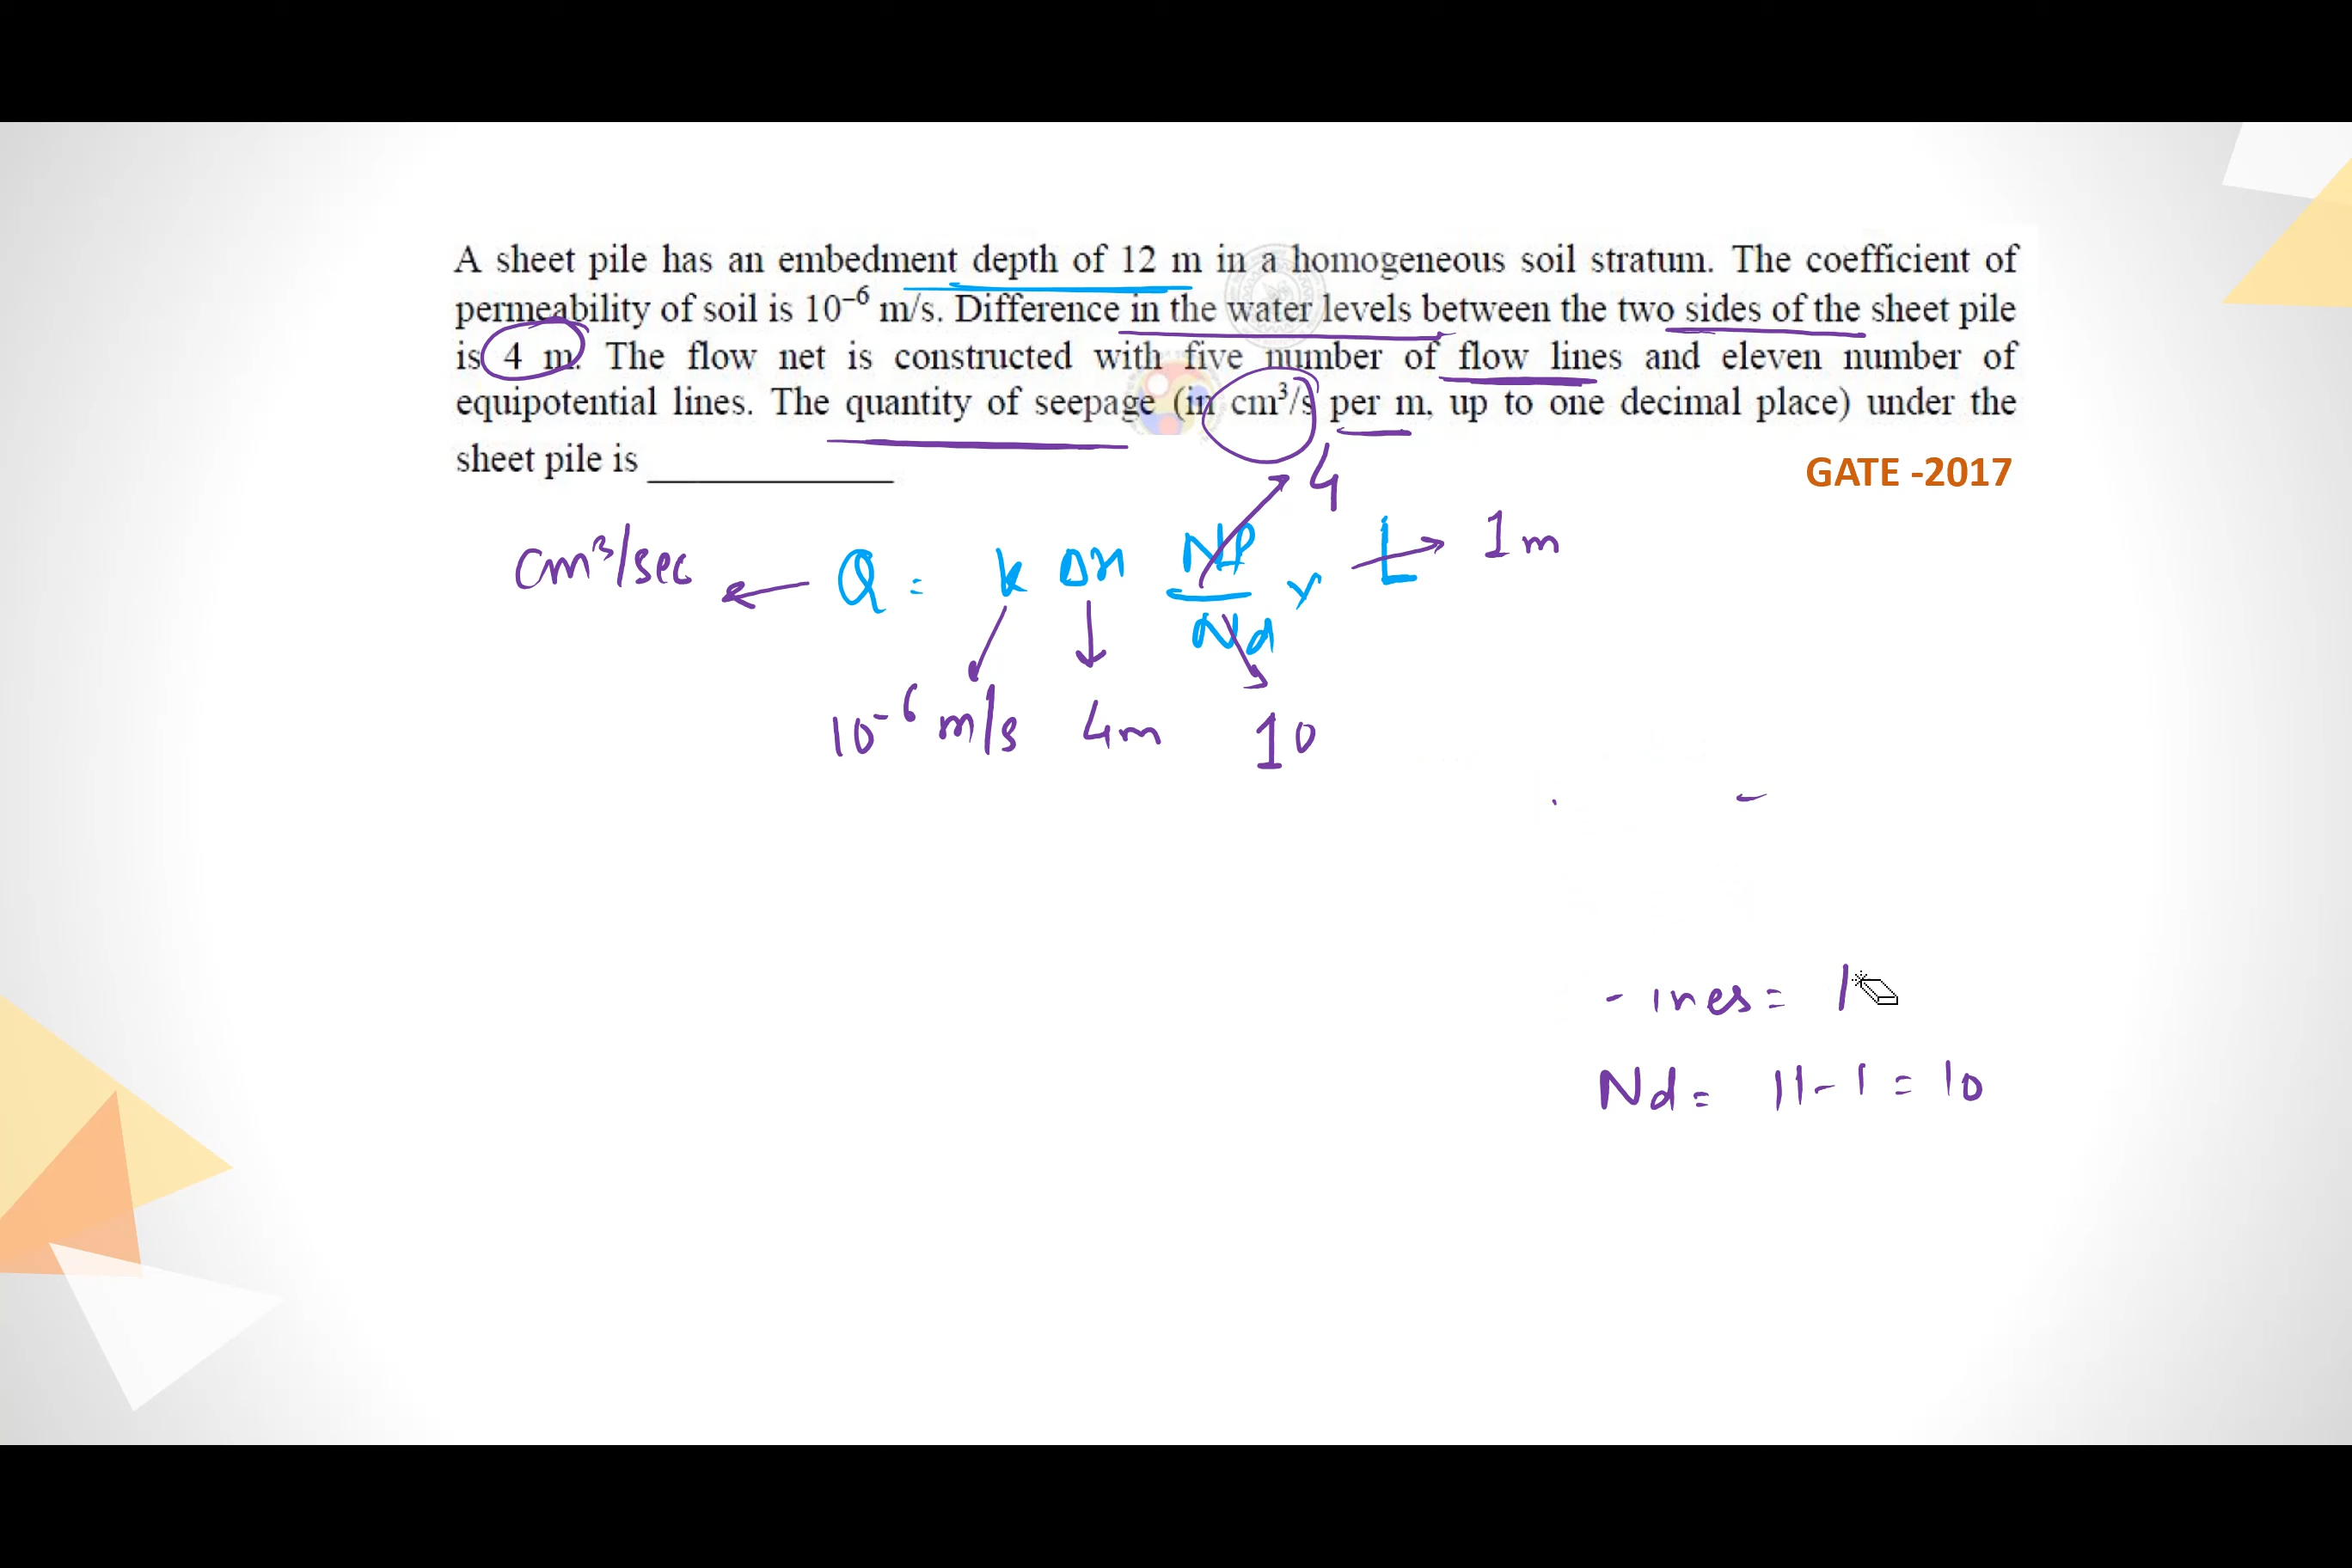 A sheet pile has an embedment depth of 12 m in a homogeneous soil stratum. The coefficient of
permeability of soil is 10⁻⁶ m/s. Difference in the water levels between the two sides of the sheet pile
is 4 m. The flow net is constructed with five number of flow lines and eleven number of
equipotential lines. The quantity of seepage (in cm³/s per m, up to one decimal place) under the
sheet pile is ____________
GATE -2017
4
cm³/sec ← Q = k ΔH Nf/Nd × L → 1m
10⁻⁶ m/s 4m 10
ines =
Nd = 11 - 1 = 10